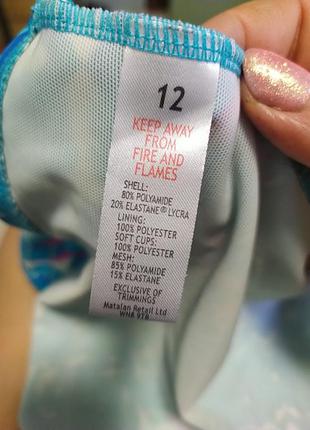 12
KEEP AWAY
FROM
FIRE AND
FLAMES
SHELL:
80% POLYAMIDE
20% ELASTANE® LYCRA
LINING:
100% POLYESTER
SOFT CUPS:
100% POLYESTER
MESH:
85% POLYAMIDE
15% ELASTANE
EXCLUSIVE OF
TRIMMINGS
Matalan Retail Ltd
WN8 9TB